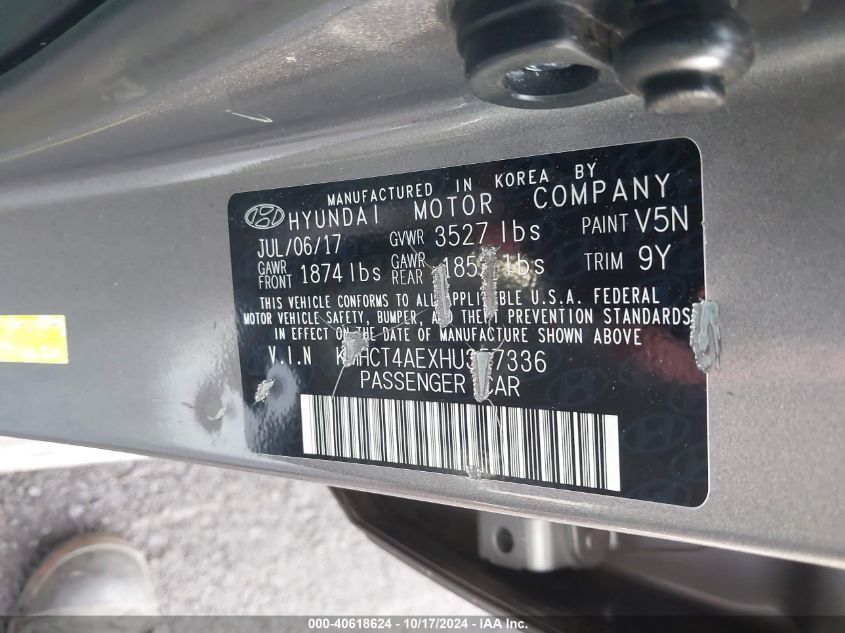 MANUFACTURED IN KOREA BY
HYUNDAI MOTOR COMPANY
JUL/06/17 GVWR 3527 lbs PAINT V5N
GAWR FRONT 1874 lbs GAWR REAR lbs TRIM 9Y
THIS VEHICLE CONFORMS TO ALL APPLICABLE U.S.A. FEDERAL
MOTOR VEHICLE SAFETY, BUMPER, AND THEFT PREVENTION STANDARDS
IN EFFECT ON THE DATE OF MANUFACTURE SHOWN ABOVE
V.I.N
PASSENGER CAR
000-40618624 - 10/17/2024 - IAA Inc.